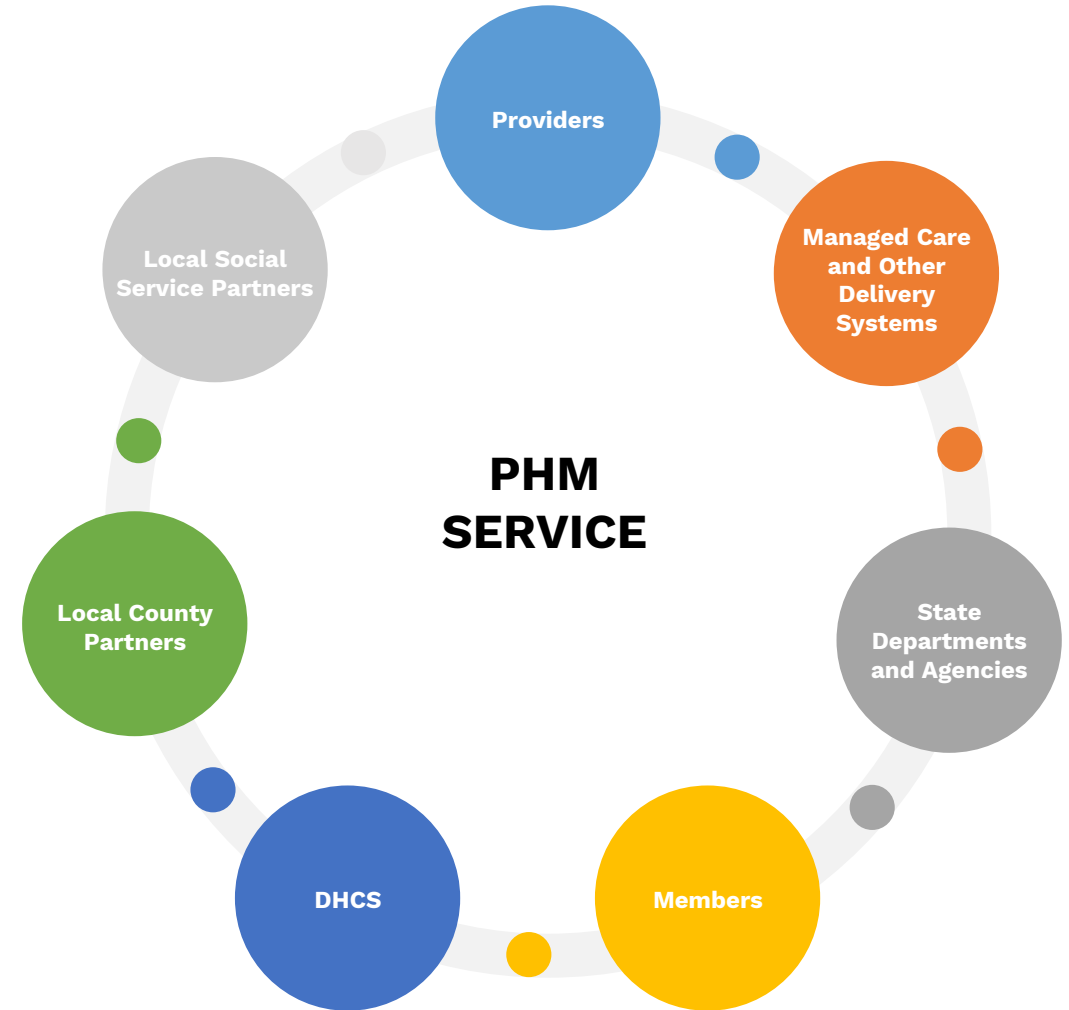 Providers
Managed Care
and Other
Delivery
Systems
Local Social
Service Partners
PHM
SERVICE
Local County
Partners
State
Departments
and Agencies
DHCS
Members